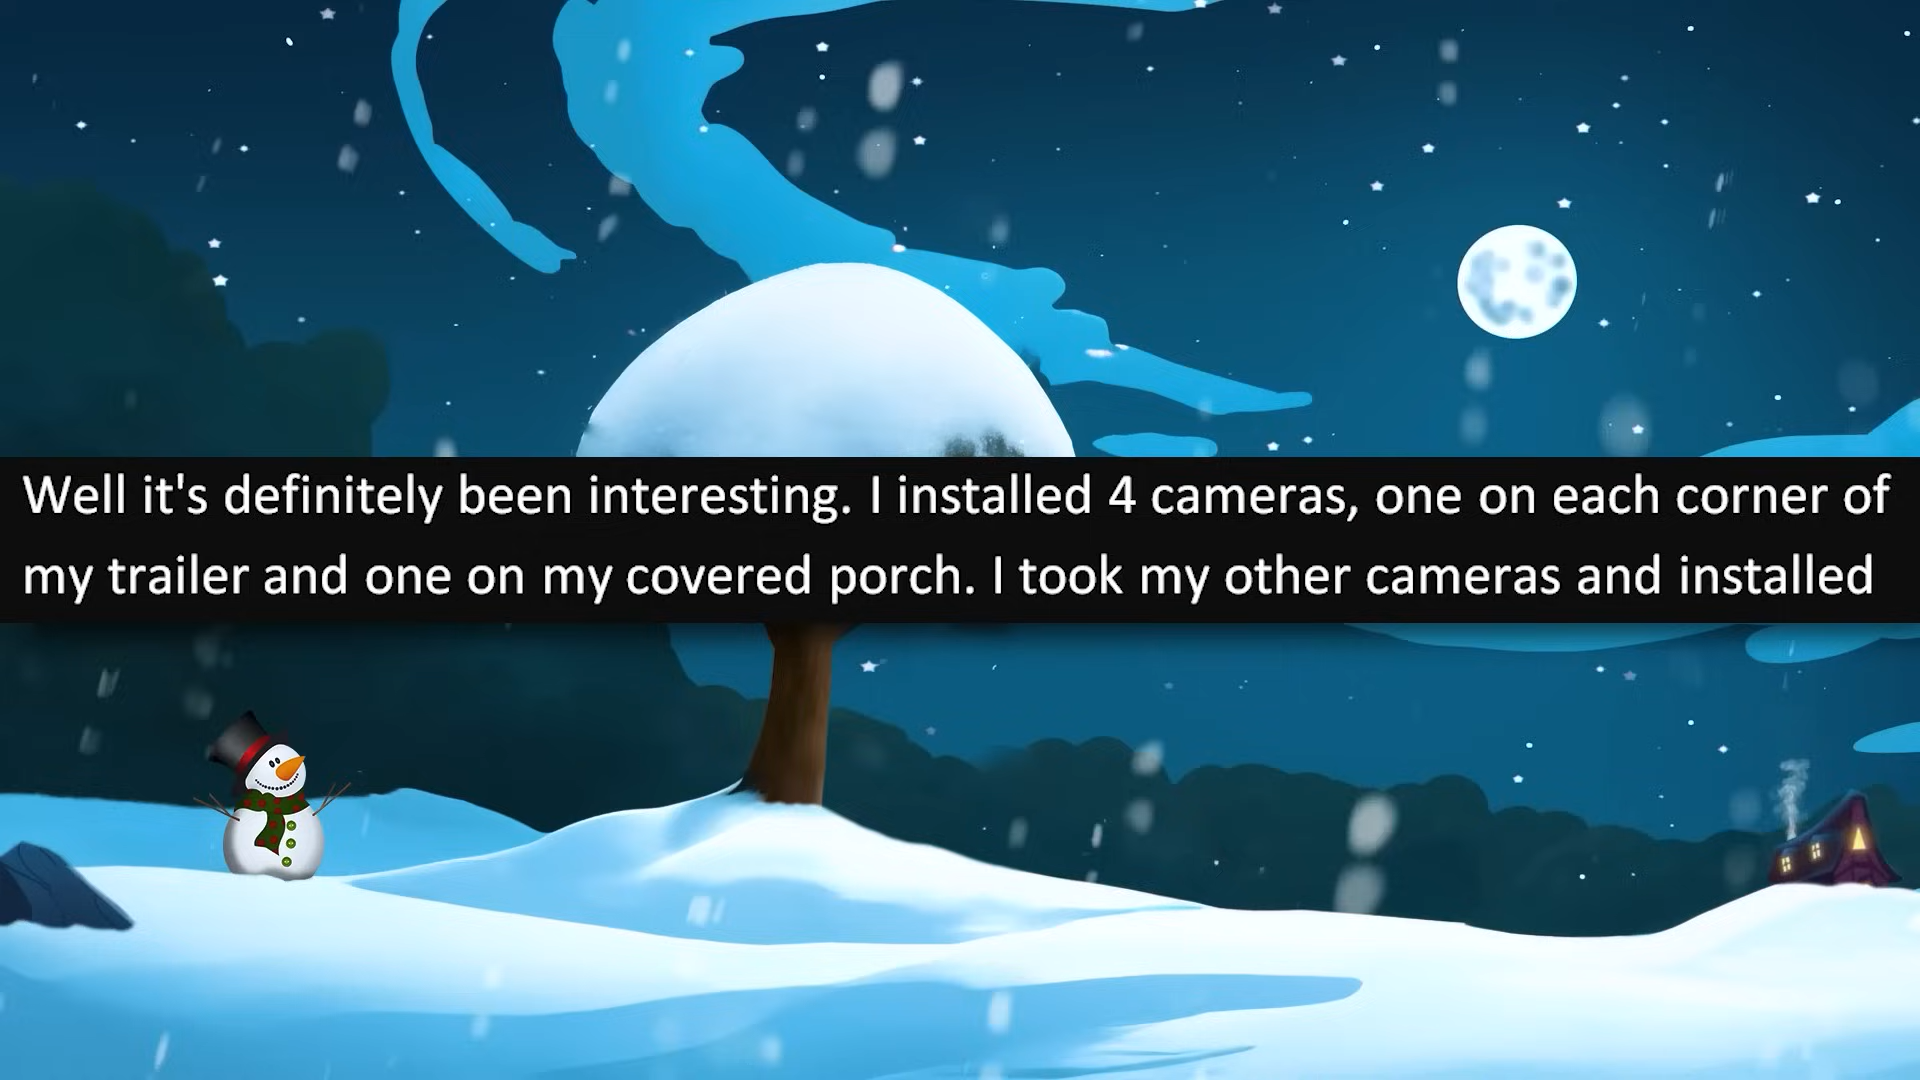 Well it's definitely been interesting. I installed 4 cameras, one on each corner of
my trailer and one on my covered porch. I took my other cameras and installed